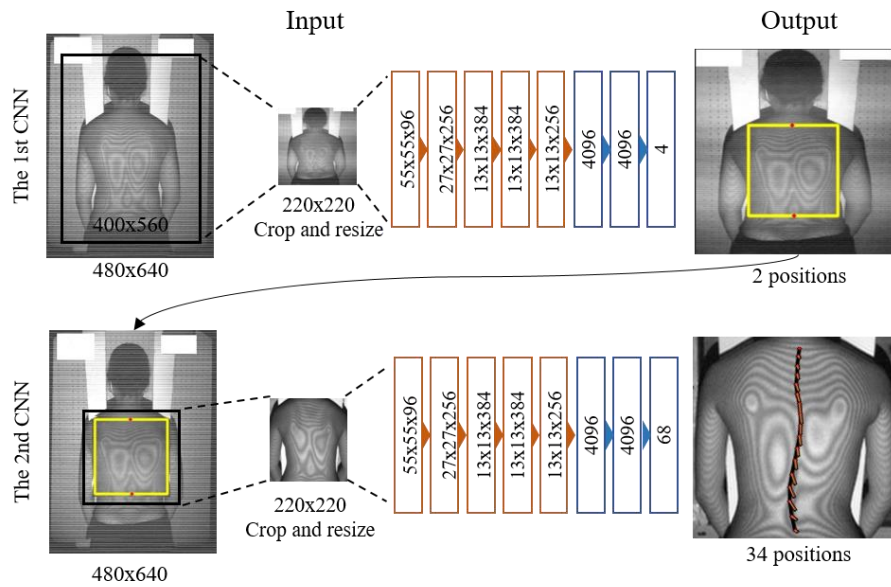 Input
Output
The 1st CNN
400x560
480x640
220x220
Crop and resize
55x55x96
27x27x256
13x13x384
13x13x384
13x13x256
4096
4096
4
2 positions
The 2nd CNN
480x640
220x220
Crop and resize
55x55x96
27x27x256
13x13x384
13x13x384
13x13x256
4096
4096
68
34 positions